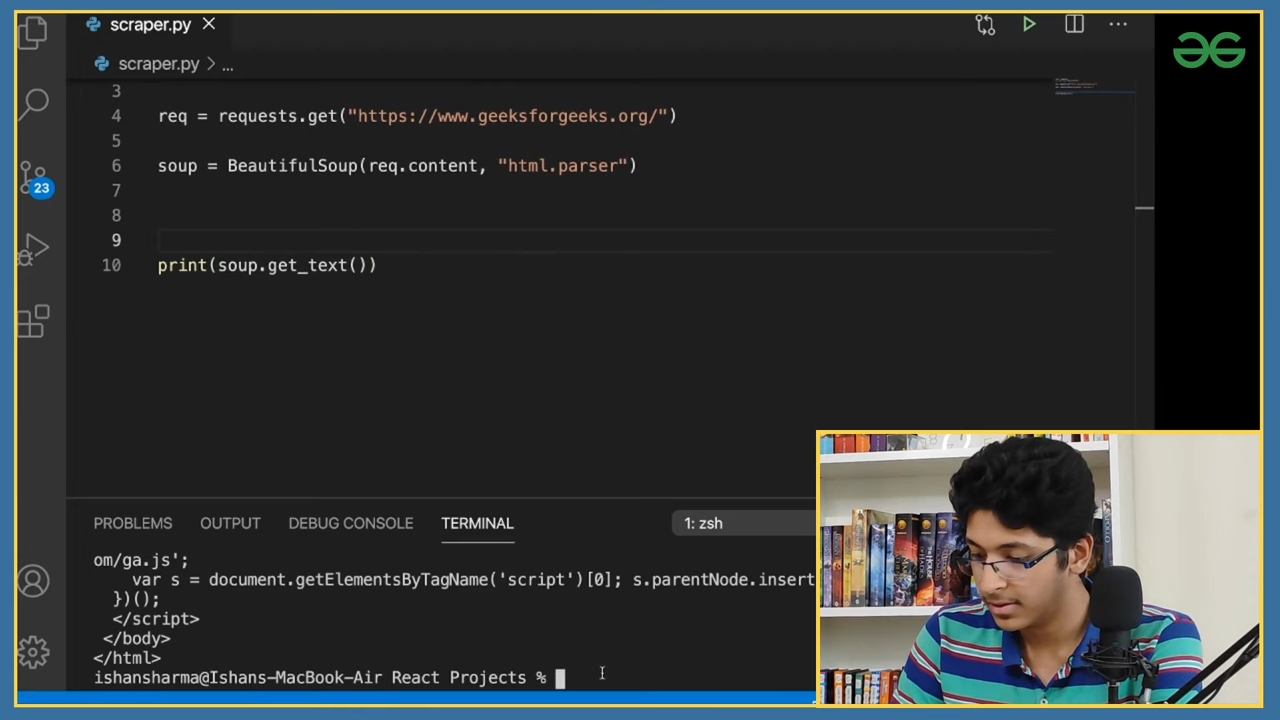 scraper.py
scraper.py > ...
3
4 req = requests.get("https://www.geeksforgeeks.org/")
5
6 soup = BeautifulSoup(req.content, "html.parser")
7
8
9
10 print(soup.get_text())
23
PROBLEMS OUTPUT DEBUG CONSOLE TERMINAL 1: zsh
om/ga.js';
var s = document.getElementsByTagName('script')[0]; s.parentNode.insert
})();
</script>
</body>
</html>
ishansharma@Ishans-MacBook-Air React Projects %